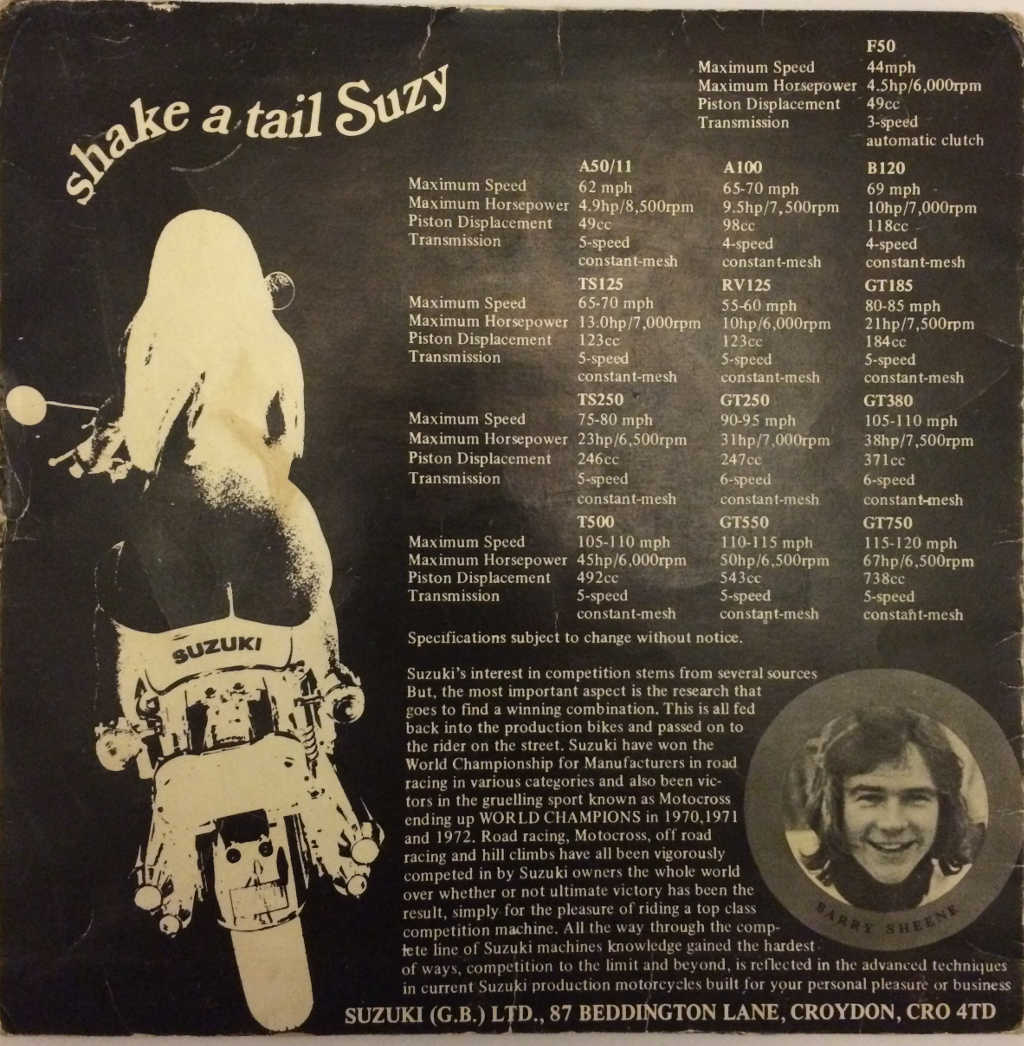 shake a tail Suzy
F50
Maximum Speed 44mph
Maximum Horsepower 4.5hp/6,000rpm
Piston Displacement 49cc
Transmission 3-speed
automatic clutch
A50/11 A100 B120
Maximum Speed 62 mph 65-70 mph 69 mph
Maximum Horsepower 4.9hp/8,500rpm 9.5hp/7,500rpm 10hp/7,000rpm
Piston Displacement 49cc 98cc 118cc
Transmission 5-speed 4-speed 4-speed
constant-mesh constant-mesh constant-mesh
TS125 RV125 GT185
Maximum Speed 65-70 mph 55-60 mph 80-85 mph
Maximum Horsepower 13.0hp/7,000rpm 10hp/6,000rpm 21hp/7,500rpm
Piston Displacement 123cc 123cc 184cc
Transmission 5-speed 5-speed 5-speed
constant-mesh constant-mesh constant-mesh
TS250 GT250 GT380
Maximum Speed 75-80 mph 90-95 mph 105-110 mph
Maximum Horsepower 23hp/6,500rpm 31hp/7,000rpm 38hp/7,500rpm
Piston Displacement 246cc 247cc 371cc
Transmission 5-speed 6-speed 6-speed
constant-mesh constant-mesh constant-mesh
T500 GT550 GT750
Maximum Speed 105-110 mph 110-115 mph 115-120 mph
Maximum Horsepower 45hp/6,000rpm 50hp/6,500rpm 67hp/6,500rpm
Piston Displacement 492cc 543cc 738cc
Transmission 5-speed 5-speed 5-speed
constant-mesh constant-mesh constant-mesh
Specifications subject to change without notice.
SUZUKI
Suzuki's interest in competition stems from several sources
But, the most important aspect is the research that
goes to find a winning combination. This is all fed
back into the production bikes and passed on to
the rider on the street. Suzuki have won the
World Championship for Manufacturers in road
racing in various categories and also been vic-
tors in the gruelling sport known as Motocross
ending up WORLD CHAMPIONS in 1970,1971
and 1972. Road racing, Motocross, off road
racing and hill climbs have all been vigorously
competed in by Suzuki owners the whole world
over whether or not ultimate victory has been the
result, simply for the pleasure of riding a top class
competition machine. All the way through the comp-
lete line of Suzuki machines knowledge gained the hardest
of ways, competition to the limit and beyond, is reflected in the advanced techniques
in current Suzuki production motorcycles built for your personal pleasure or business
BARRY SHEENE
SUZUKI (G.B.) LTD., 87 BEDDINGTON LANE, CROYDON, CRO 4TD